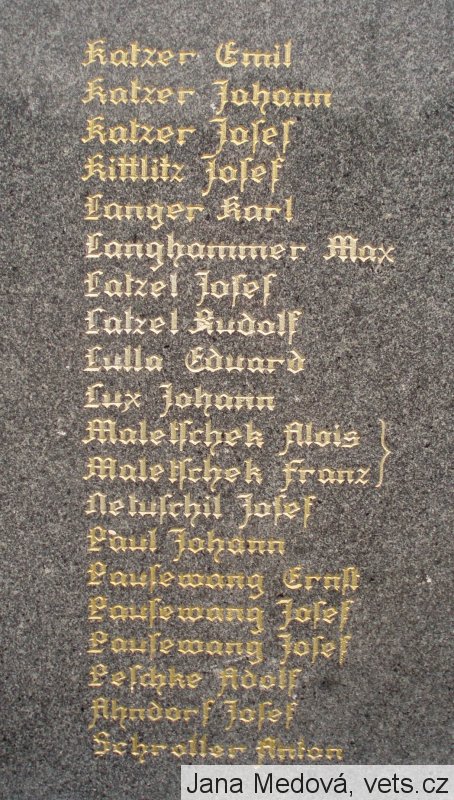 Katzer Emil
Katzer Johann
Katzer Josef
Kittlitz Josef
Langer Karl
Langhammer Max
Latzel Josef
Latzel Rudolf
Lulla Eduard
Lux Johann
Maletschek Alois
Maletschek Franz
Netuschil Josef
Paul Johann
Pausewang Ernst
Pausewang Josef
Pausewang Josef
Peschke Adolf
Ahndorf Josef
Schroller Anton
Jana Medová, vets.cz